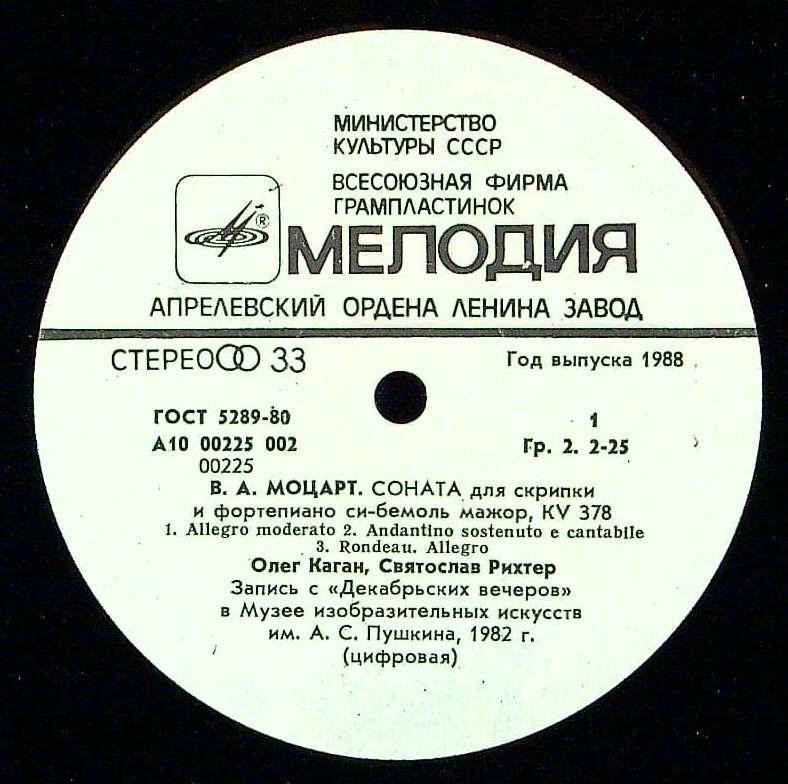 МИНИСТЕРСТВО
КУЛЬТУРЫ СССР
ВСЕСОЮЗНАЯ ФИРМА
ГРАМПЛАСТИНОК
®
МЕЛОДИЯ
АПРЕЛЕВСКИЙ ОРДЕНА ЛЕНИНА ЗАВОД
СТЕРЕО 33
Год выпуска 1988
ГОСТ 5289-80
1
А10 00225 002
Гр. 2. 2-25
00225
В. А. МОЦАРТ. СОНАТА для скрипки
и фортепиано си-бемоль мажор, KV 378
1. Allegro moderato 2. Andantino sostenuto e cantabile
3. Rondeau. Allegro
Олег Каган, Святослав Рихтер
Запись с «Декабрьских вечеров»
в Музее изобразительных искусств
им. А. С. Пушкина, 1982 г.
(цифровая)